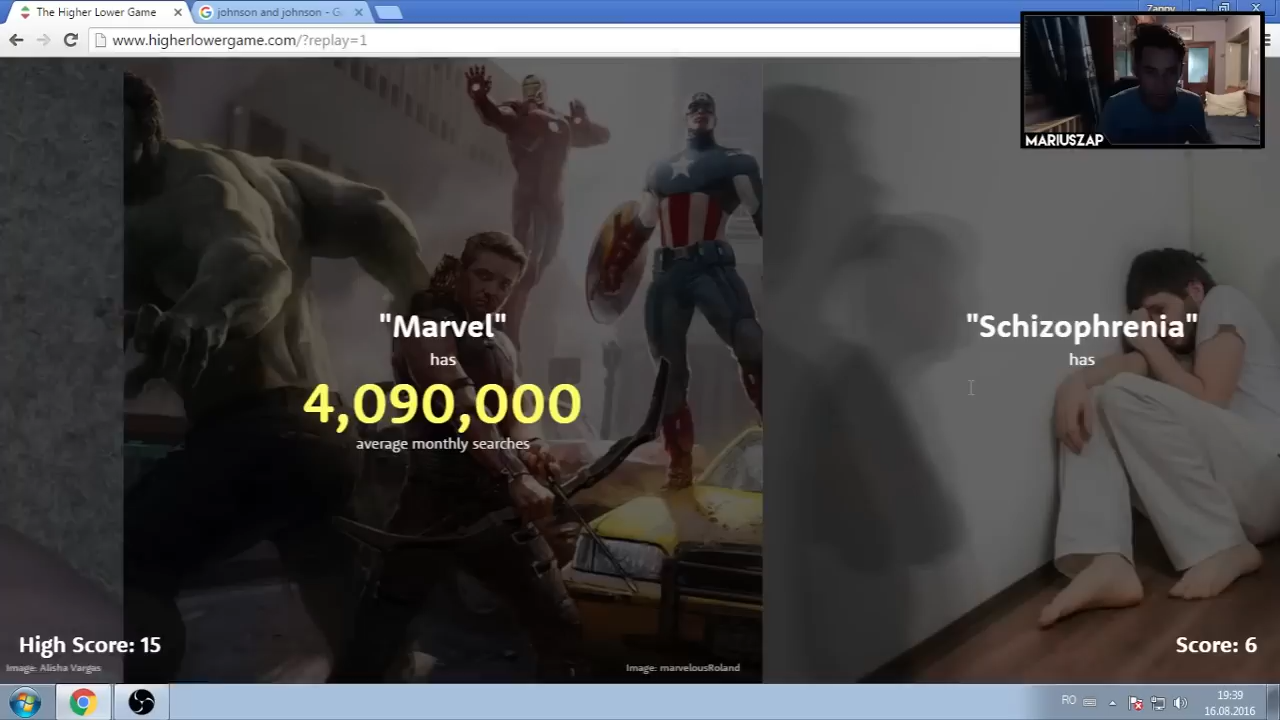 The Higher Lower Game
johnson and johnson - G
Zappy
www.higherlowergame.com/?replay=1
MARIUSZAP
"Marvel"
has
4,090,000
average monthly searches
"Schizophrenia"
has
High Score: 15
Score: 6
Image: Alisha Vargas
Image: marvelousRoland
RO
19:39
16.08.2016